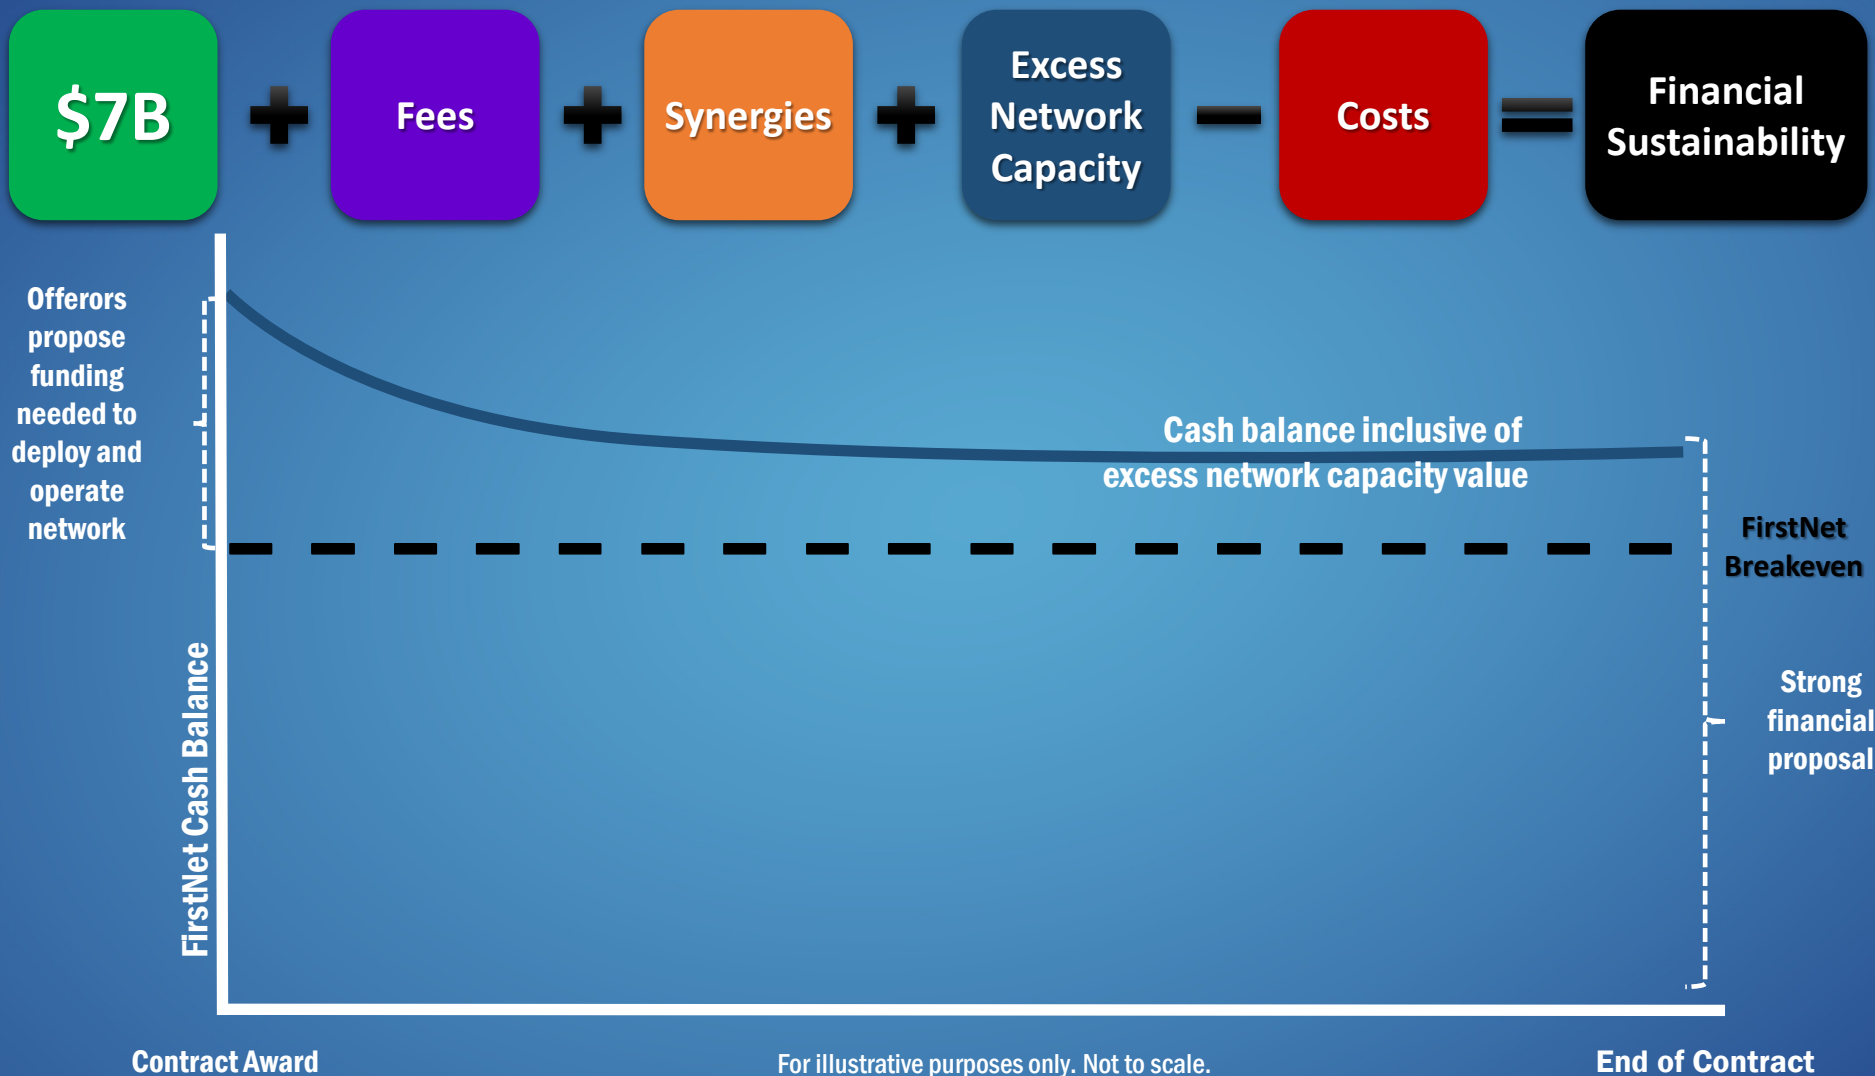 $7B
Fees
Synergies
Excess
Network
Capacity
Costs
Financial
Sustainability
Offerors
propose
funding
needed to
deploy and
operate
network
Cash balance inclusive of
excess network capacity value
FirstNet
Breakeven
Strong
financial
proposal
FirstNet Cash Balance
Contract Award
For illustrative purposes only. Not to scale.
End of Contract